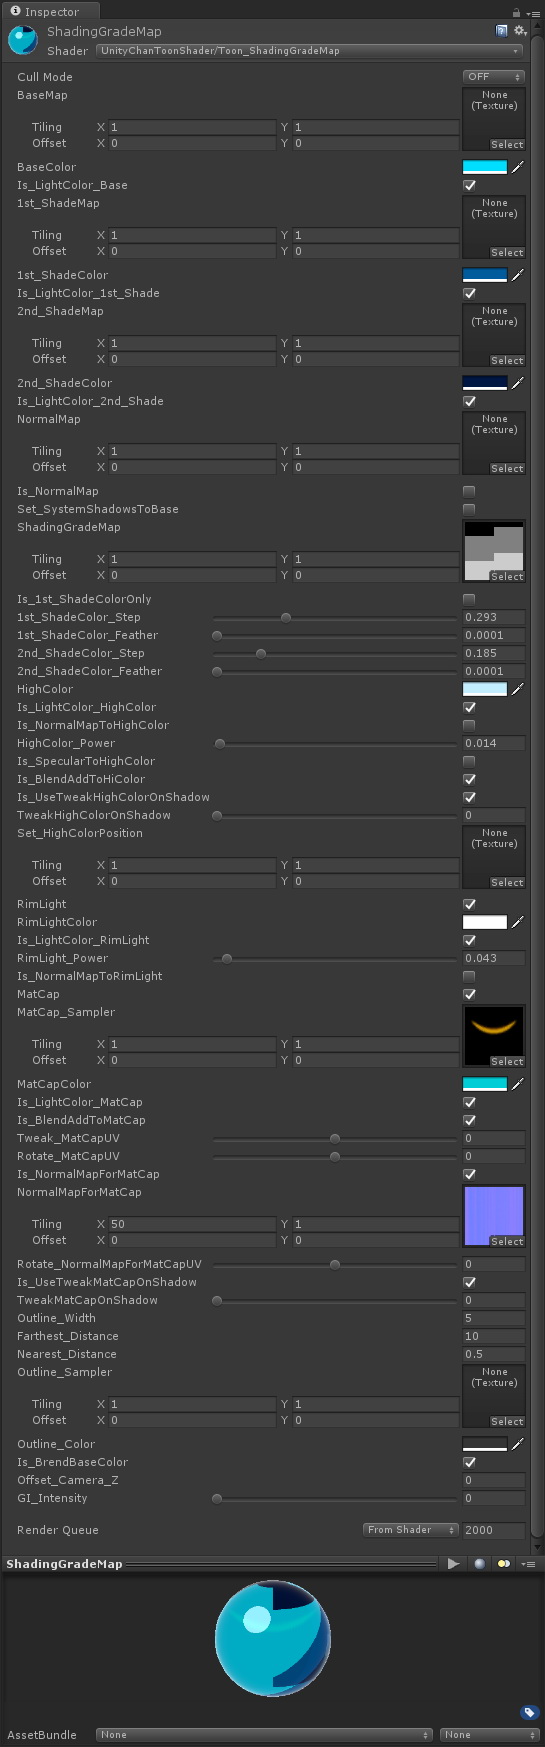 Inspector
ShadingGradeMap
Shader UnityChanToonShader/Toon_ShadingGradeMap
Cull Mode OFF
BaseMap None (Texture)
Tiling X 1 Y 1
Offset X 0 Y 0 Select
BaseColor
Is_LightColor_Base
1st_ShadeMap None (Texture)
Tiling X 1 Y 1
Offset X 0 Y 0 Select
1st_ShadeColor
Is_LightColor_1st_Shade
2nd_ShadeMap None (Texture)
Tiling X 1 Y 1
Offset X 0 Y 0 Select
2nd_ShadeColor
Is_LightColor_2nd_Shade
NormalMap None (Texture)
Tiling X 1 Y 1
Offset X 0 Y 0 Select
Is_NormalMap
Set_SystemShadowsToBase
ShadingGradeMap
Tiling X 1 Y 1
Offset X 0 Y 0 Select
Is_1st_ShadeColorOnly
1st_ShadeColor_Step 0.293
1st_ShadeColor_Feather 0.0001
2nd_ShadeColor_Step 0.185
2nd_ShadeColor_Feather 0.0001
HighColor
Is_LightColor_HighColor
Is_NormalMapToHighColor
HighColor_Power 0.014
Is_SpecularToHighColor
Is_BlendAddToHiColor
Is_UseTweakHighColorOnShadow
TweakHighColorOnShadow 0
Set_HighColorPosition None (Texture)
Tiling X 1 Y 1
Offset X 0 Y 0 Select
RimLight
RimLightColor
Is_LightColor_RimLight
RimLight_Power 0.043
Is_NormalMapToRimLight
MatCap
MatCap_Sampler
Tiling X 1 Y 1
Offset X 0 Y 0 Select
MatCapColor
Is_LightColor_MatCap
Is_BlendAddToMatCap
Tweak_MatCapUV 0
Rotate_MatCapUV 0
Is_NormalMapForMatCap
NormalMapForMatCap
Tiling X 50 Y 1
Offset X 0 Y 0 Select
Rotate_NormalMapForMatCapUV 0
Is_UseTweakMatCapOnShadow
TweakMatCapOnShadow 0
Outline_Width 5
Farthest_Distance 10
Nearest_Distance 0.5
Outline_Sampler None (Texture)
Tiling X 1 Y 1
Offset X 0 Y 0 Select
Outline_Color
Is_BrendBaseColor
Offset_Camera_Z 0
GI_Intensity 0
Render Queue From Shader 2000
ShadingGradeMap
AssetBundle None None